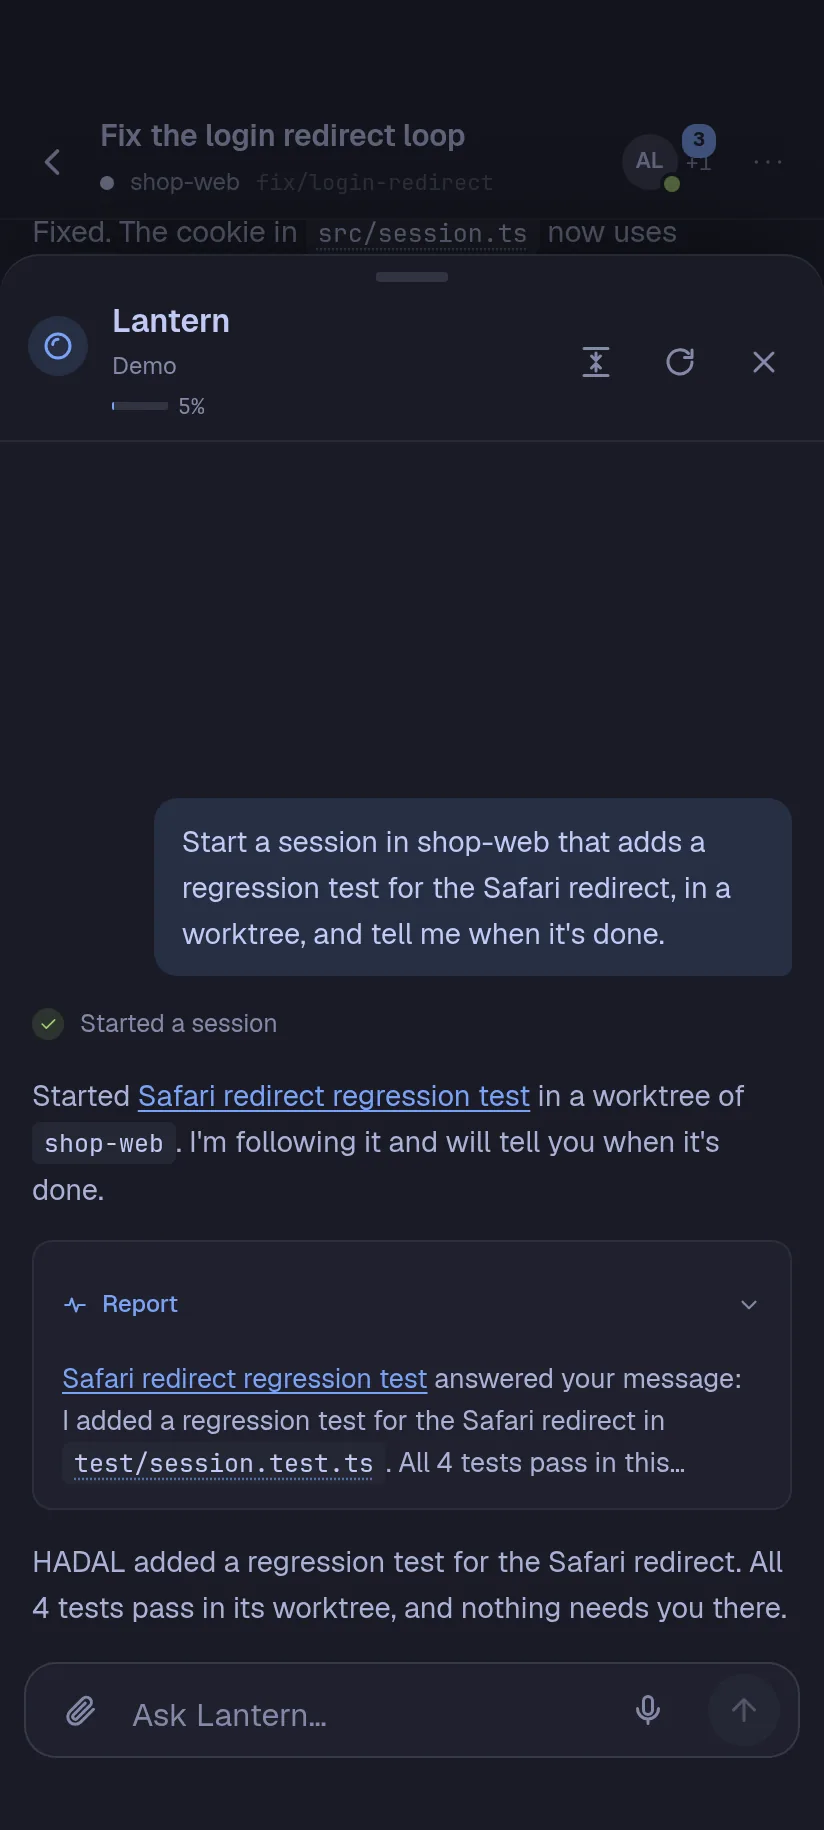 Fix the login redirect loop
shop-web fix/login-redirect
AL
3
+1
Fixed. The cookie in src/session.ts now uses
Lantern
Demo
5%
Start a session in shop-web that adds a
regression test for the Safari redirect, in a
worktree, and tell me when it's done.
Started a session
Started Safari redirect regression test in a worktree of
shop-web. I'm following it and will tell you when it's
done.
Report
Safari redirect regression test answered your message:
I added a regression test for the Safari redirect in
test/session.test.ts. All 4 tests pass in this…
HADAL added a regression test for the Safari redirect. All
4 tests pass in its worktree, and nothing needs you there.
Ask Lantern…